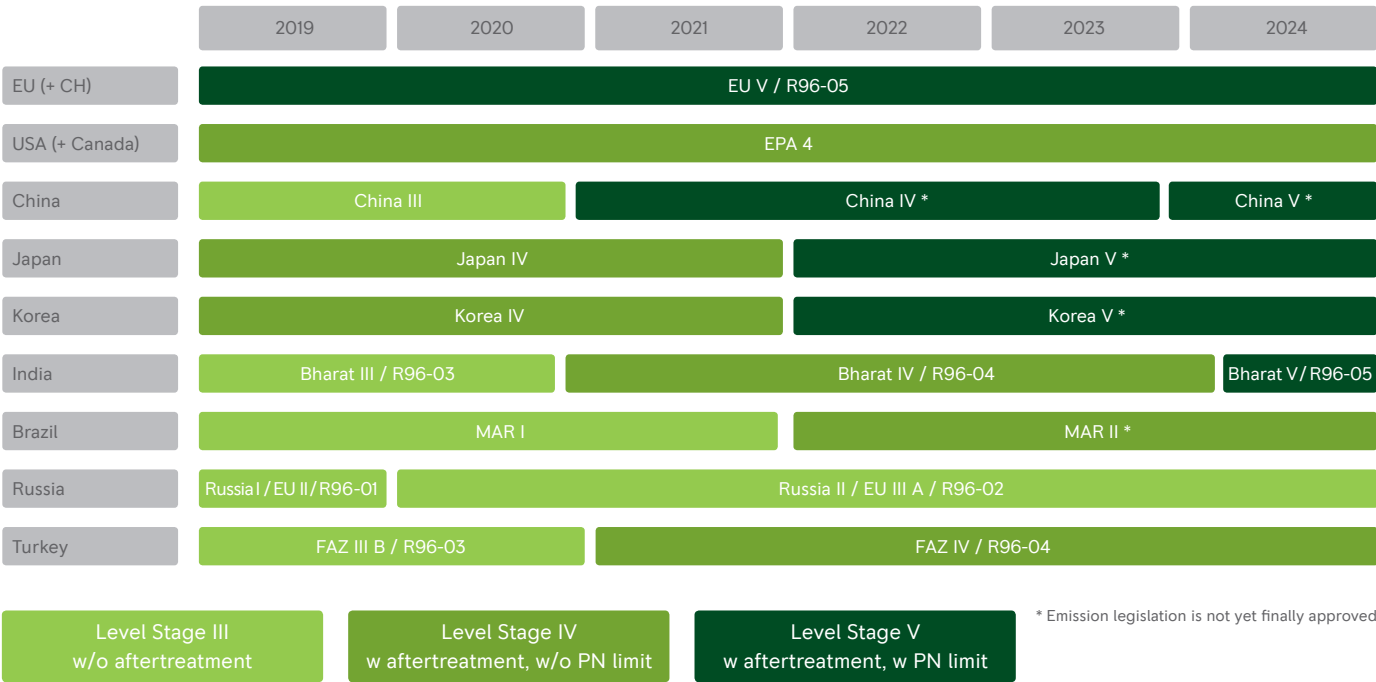 2019 2020 2021 2022 2023 2024
EU (+ CH) EU V / R96-05
USA (+ Canada) EPA 4
China China III China IV * China V *
Japan Japan IV Japan V *
Korea Korea IV Korea V *
India Bharat III / R96-03 Bharat IV / R96-04 Bharat V / R96-05
Brazil MAR I MAR II *
Russia Russia I / EU II / R96-01 Russia II / EU III A / R96-02
Turkey FAZ III B / R96-03 FAZ IV / R96-04
Level Stage III
w/o aftertreatment
Level Stage IV
w aftertreatment, w/o PN limit
Level Stage V
w aftertreatment, w PN limit
* Emission legislation is not yet finally approved